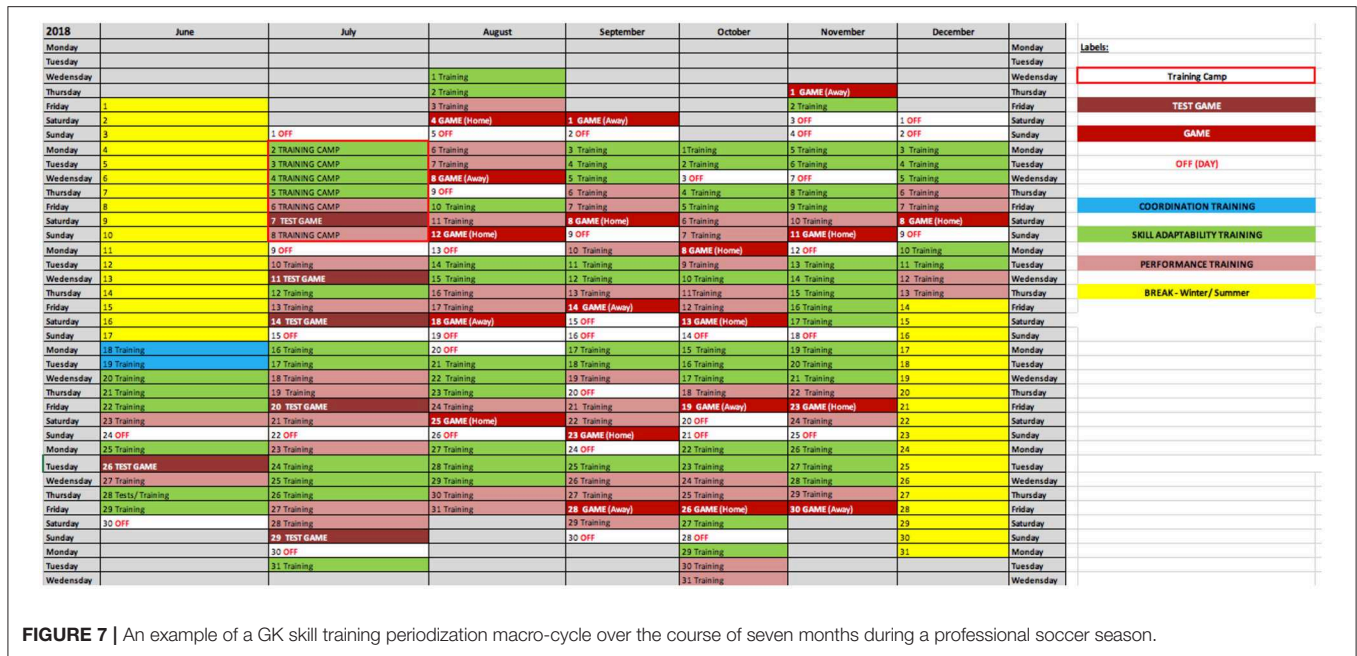 2018 June July August September October November December
Monday Monday Labels:
Tuesday Tuesday
Wedensday 1 Training Wedensday Training Camp
Thursday 2 Training 1 GAME (Away) Thursday
Friday 1 3 Training 2 Training Friday TEST GAME
Saturday 2 4 GAME (Home) 1 GAME (Away) 3 OFF 1 OFF Saturday
Sunday 3 1 OFF 5 OFF 2 OFF 4 OFF 2 OFF Sunday GAME
Monday 4 2 TRAINING CAMP 6 Training 3 Training 1Training 5 Training 3 Training Monday
Tuesday 5 3 TRAINING CAMP 7 Training 4 Training 2 Training 6 Training 4 Training Tuesday OFF (DAY)
Wedensday 6 4 TRAINING CAMP 8 GAME (Away) 5 Training 3 OFF 7 OFF 5 Training Wedensday
Thursday 7 5 TRAINING CAMP 9 OFF 6 Training 4 Training 8 Training 6 Training Thursday
Friday 8 6 TRAINING CAMP 10 Training 7 Training 5 Training 9 Training 7 Training Friday COORDINATION TRAINING
Saturday 9 7 TEST GAME 11 Training 8 GAME (Home) 6 Training 10 Training 8 GAME (Home) Saturday
Sunday 10 8 TRAINING CAMP 12 GAME (Home) 9 OFF 7 Training 11 GAME (Home) 9 OFF Sunday SKILL ADAPTABILITY TRAINING
Monday 11 9 OFF 13 OFF 10 Training 8 GAME (Home) 12 OFF 10 Training Monday
Tuesday 12 10 Training 14 Training 11 Training 9 Training 13 Training 11 Training Tuesday PERFORMANCE TRAINING
Wedensday 13 11 TEST GAME 15 Training 12 Training 10 Training 14 Training 12 Training Wedensday
Thursday 14 12 Training 16 Training 13 Training 11Training 15 Training 13 Training Thursday BREAK - Winter/ Summer
Friday 15 13 Training 17 Training 14 GAME (Away) 12 Training 16 Training 14 Friday
Saturday 16 14 TEST GAME 18 GAME (Away) 15 OFF 13 GAME (Home) 17 Training 15 Saturday
Sunday 17 15 OFF 19 OFF 16 OFF 14 OFF 18 OFF 16 Sunday
Monday 18 Training 16 Training 20 OFF 17 Training 15 Training 19 Training 17 Monday
Tuesday 19 Training 17 Training 21 Training 18 Training 16 Training 20 Training 18 Tuesday
Wedensday 20 Training 18 Training 22 Training 19 Training 17 Training 21 Training 19 Wedensday
Thursday 21 Training 19 Training 23 Training 20 OFF 18 Training 22 Training 20 Thursday
Friday 22 Training 20 TEST GAME 24 Training 21 Training 19 GAME (Away) 23 GAME (Home) 21 Friday
Saturday 23 Training 21 Training 25 GAME (Home) 22 Training 20 OFF 24 Training 22 Saturday
Sunday 24 OFF 22 OFF 26 OFF 23 GAME (Home) 21 OFF 25 OFF 23 Sunday
Monday 25 Training 23 Training 27 Training 24 OFF 22 Training 26 Training 24 Monday
Tuesday 26 TEST GAME 24 Training 28 Training 25 Training 23 Training 27 Training 25 Tuesday
Wedensday 27 Training 25 Training 29 Training 26 Training 24 Training 28 Training 26 Wedensday
Thursday 28 Tests/ Training 26 Training 30 Training 27 Training 25 Training 29 Training 27 Thursday
Friday 29 Training 27 Training 31 Training 28 GAME (Away) 26 GAME (Home) 30 GAME (Away) 28 Friday
Saturday 30 OFF 28 Training 29 Training 27 Training 29 Saturday
Sunday 29 TEST GAME 30 OFF 28 OFF 30 Sunday
Monday 30 OFF 29 Training 31 Monday
Tuesday 31 Training 30 Training Tuesday
Wedensday 31 Training Wedensday
FIGURE 7 | An example of a GK skill training periodization macro-cycle over the course of seven months during a professional soccer season.